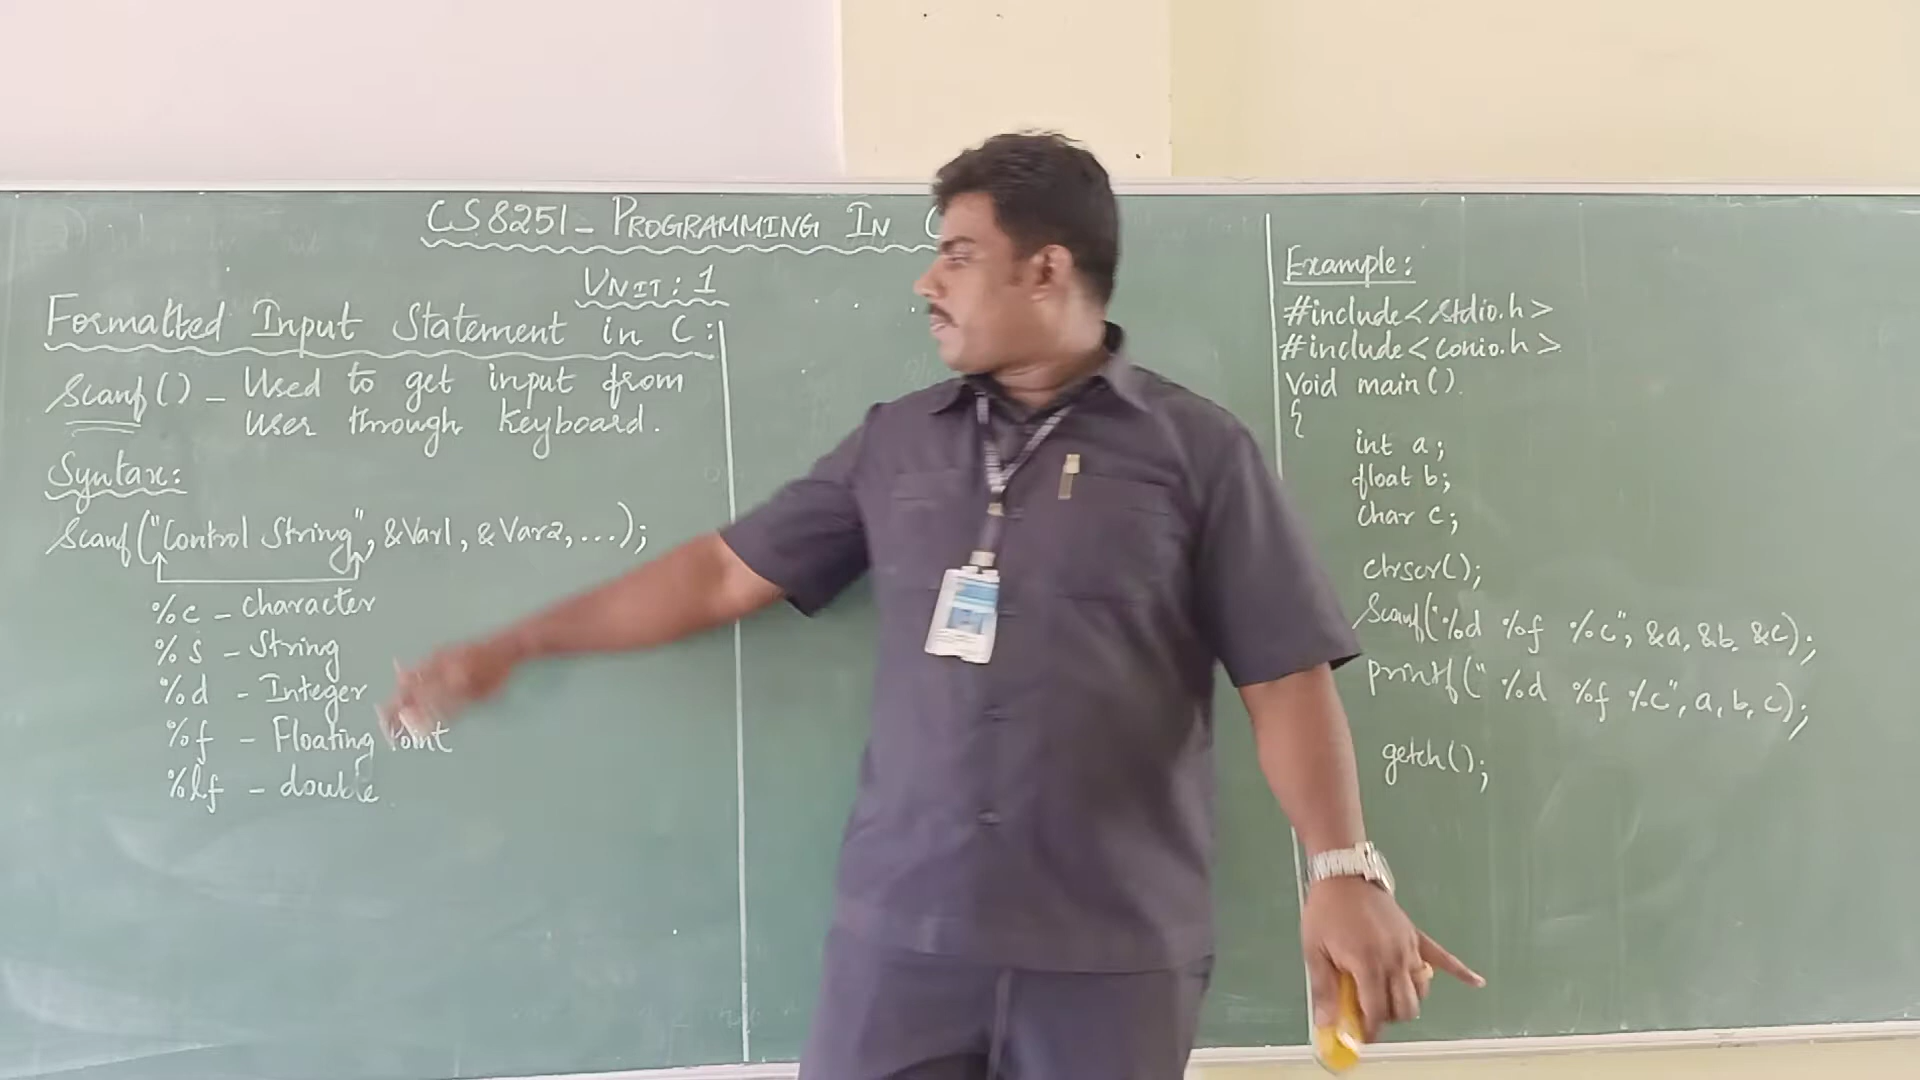 CS8251 - PROGRAMMING IN C
UNIT : 1
Formatted Input Statement in C :
Scanf() - Used to get input from
User through keyboard.
Syntax:
Scanf("Control String", &Var1, &Var2, ...);
%c - Character
%s - String
%d - Integer
%f - Floating Point
%lf - double
Example:
#include<stdio.h>
#include<conio.h>
Void main()
{
int a;
float b;
char c;
clrscr();
Scanf("%d %f %c", &a, &b, &c);
printf(" %d %f %c", a, b, c);
getch();